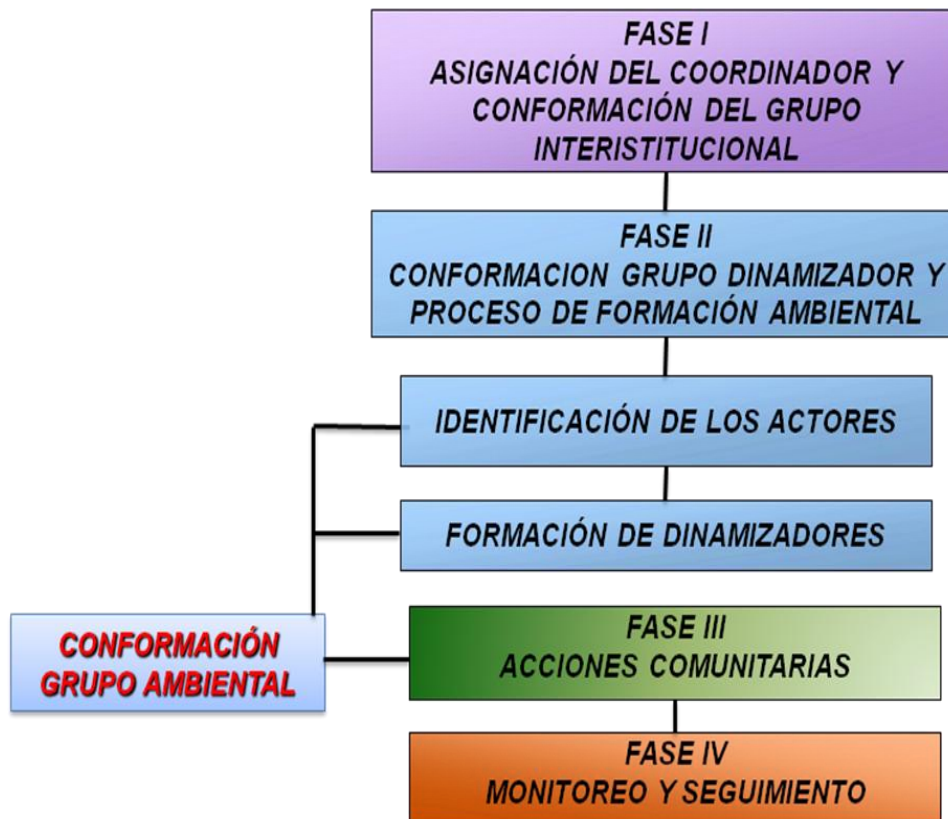 FASE I
ASIGNACIÓN DEL COORDINADOR Y
CONFORMACIÓN DEL GRUPO
INTERISTITUCIONAL
FASE II
CONFORMACION GRUPO DINAMIZADOR Y
PROCESO DE FORMACIÓN AMBIENTAL
IDENTIFICACIÓN DE LOS ACTORES
FORMACIÓN DE DINAMIZADORES
CONFORMACIÓN
GRUPO AMBIENTAL
FASE III
ACCIONES COMUNITARIAS
FASE IV
MONITOREO Y SEGUIMIENTO